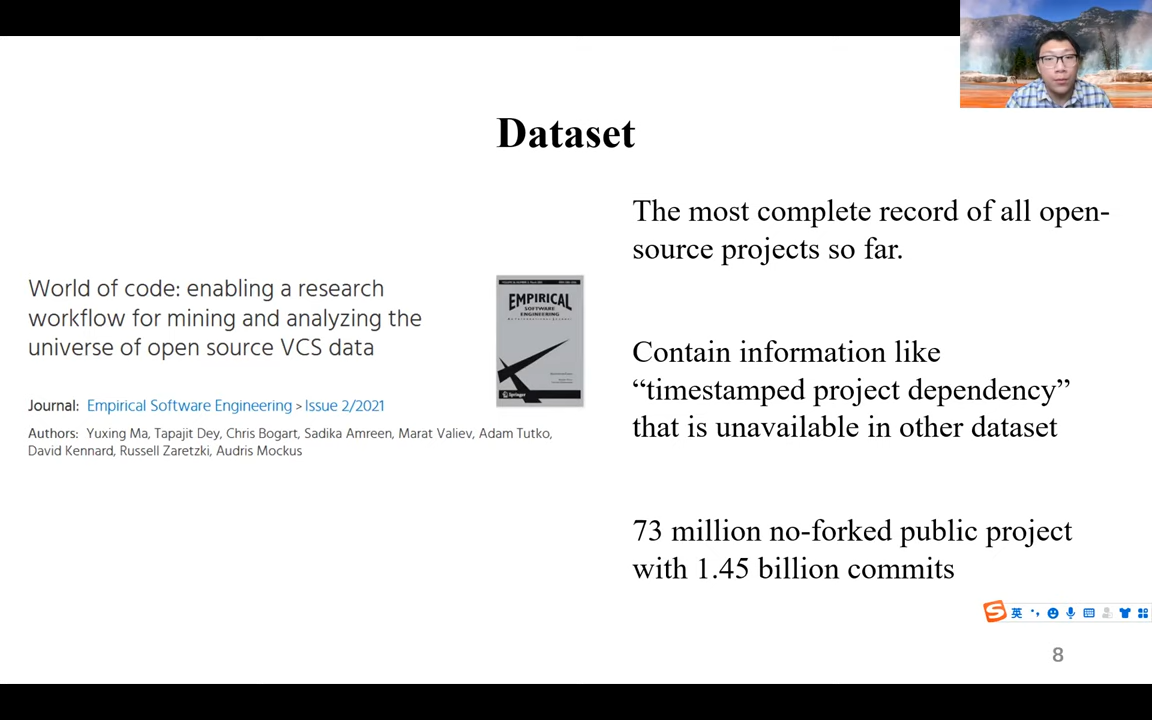 Dataset
World of code: enabling a research
workflow for mining and analyzing the
universe of open source VCS data
Journal: Empirical Software Engineering > Issue 2/2021
Authors: Yuxing Ma, Tapajit Dey, Chris Bogart, Sadika Amreen, Marat Valiev, Adam Tutko,
David Kennard, Russell Zaretzki, Audris Mockus
EMPIRICAL
SOFTWARE
ENGINEERING
Springer
The most complete record of all open-
source projects so far.
Contain information like
“timestamped project dependency”
that is unavailable in other dataset
73 million no-forked public project
with 1.45 billion commits
S 英
8